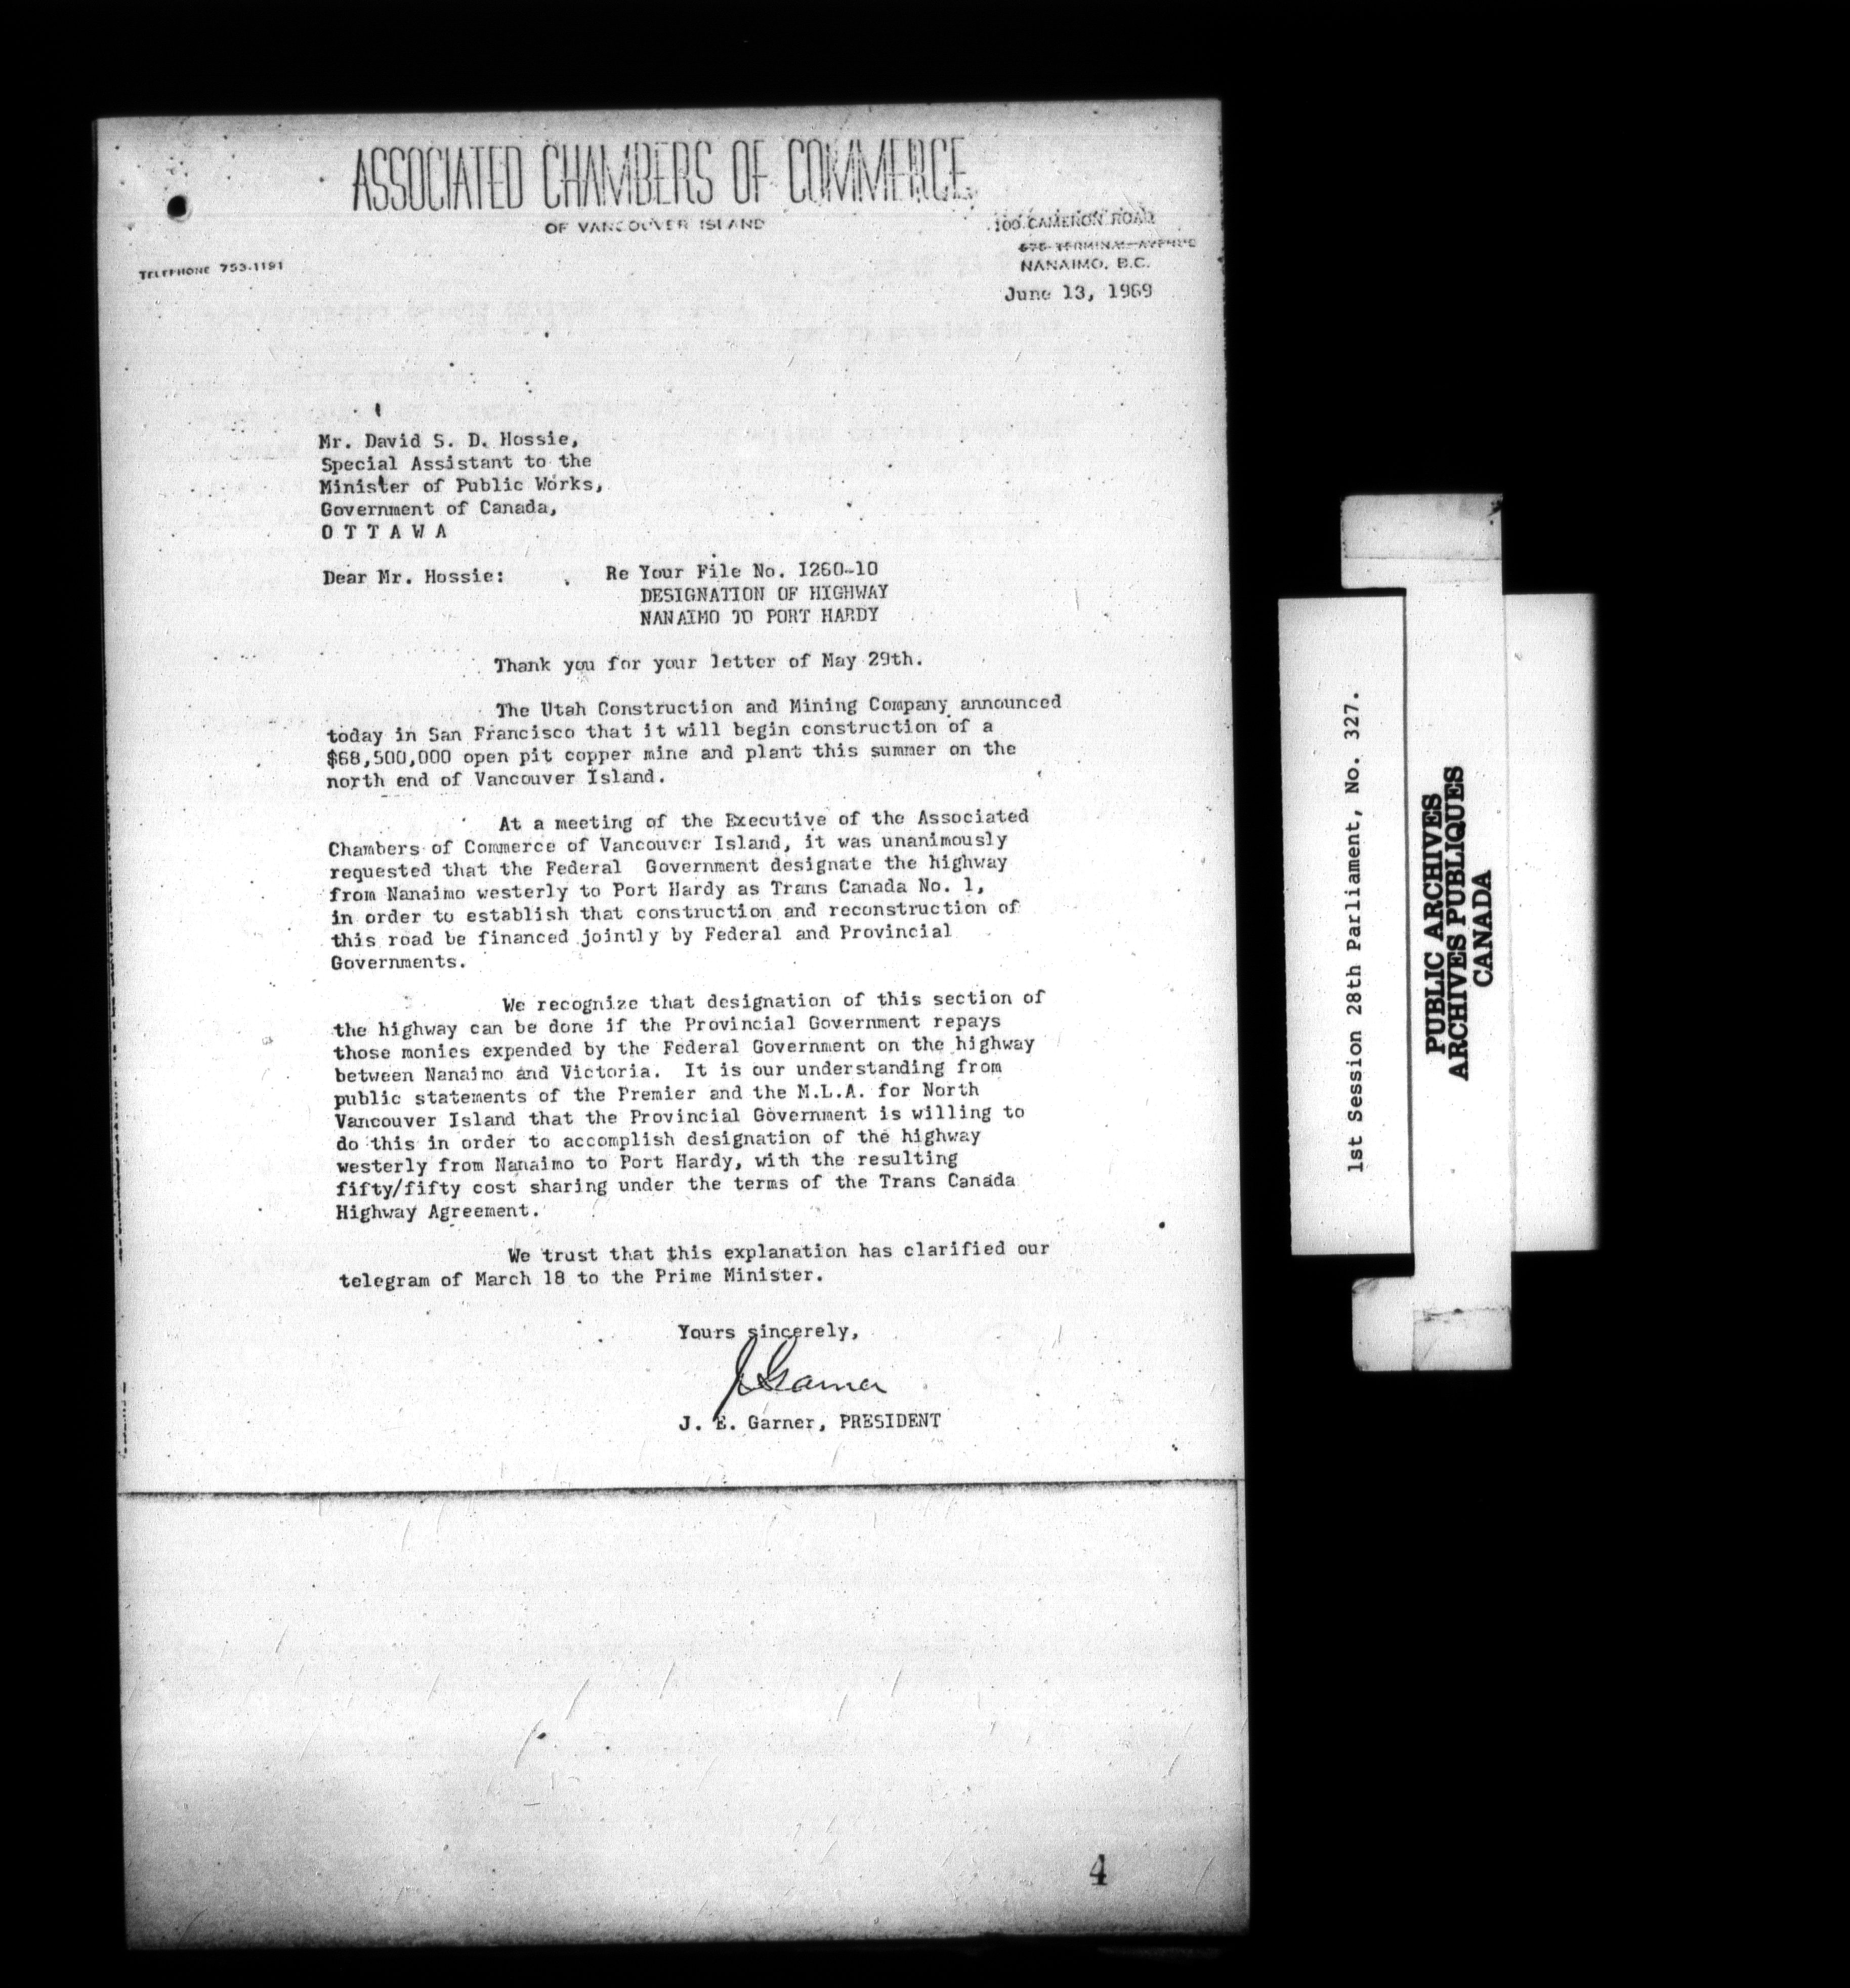 ASSOCIATED CHAMBERS OF COMMERCE
OF VANCOUVER ISLAND
100 CAMERON ROAD
675 TERMINAL AVENUE
TELEPHONE 753-1191
NANAIMO, B.C.
June 13, 1969
Mr. David S. D. Hossie,
Special Assistant to the
Minister of Public Works,
Government of Canada,
O T T A W A
Dear Mr. Hossie:
Re Your File No. 1260-10
DESIGNATION OF HIGHWAY
NANAIMO TO PORT HARDY
Thank you for your letter of May 29th.
The Utah Construction and Mining Company announced
today in San Francisco that it will begin construction of a
$68,500,000 open pit copper mine and plant this summer on the
north end of Vancouver Island.
At a meeting of the Executive of the Associated
Chambers of Commerce of Vancouver Island, it was unanimously
requested that the Federal Government designate the highway
from Nanaimo westerly to Port Hardy as Trans Canada No. 1,
in order to establish that construction and reconstruction of
this road be financed jointly by Federal and Provincial
Governments.
We recognize that designation of this section of
the highway can be done if the Provincial Government repays
those monies expended by the Federal Government on the highway
between Nanaimo and Victoria. It is our understanding from
public statements of the Premier and the M.L.A. for North
Vancouver Island that the Provincial Government is willing to
do this in order to accomplish designation of the highway
westerly from Nanaimo to Port Hardy, with the resulting
fifty/fifty cost sharing under the terms of the Trans Canada
Highway Agreement.
We trust that this explanation has clarified our
telegram of March 18 to the Prime Minister.
Yours sincerely,
J Garner
J. E. Garner, PRESIDENT
4
1st Session 28th Parliament, No. 327.
PUBLIC ARCHIVES
ARCHIVES PUBLIQUES
CANADA